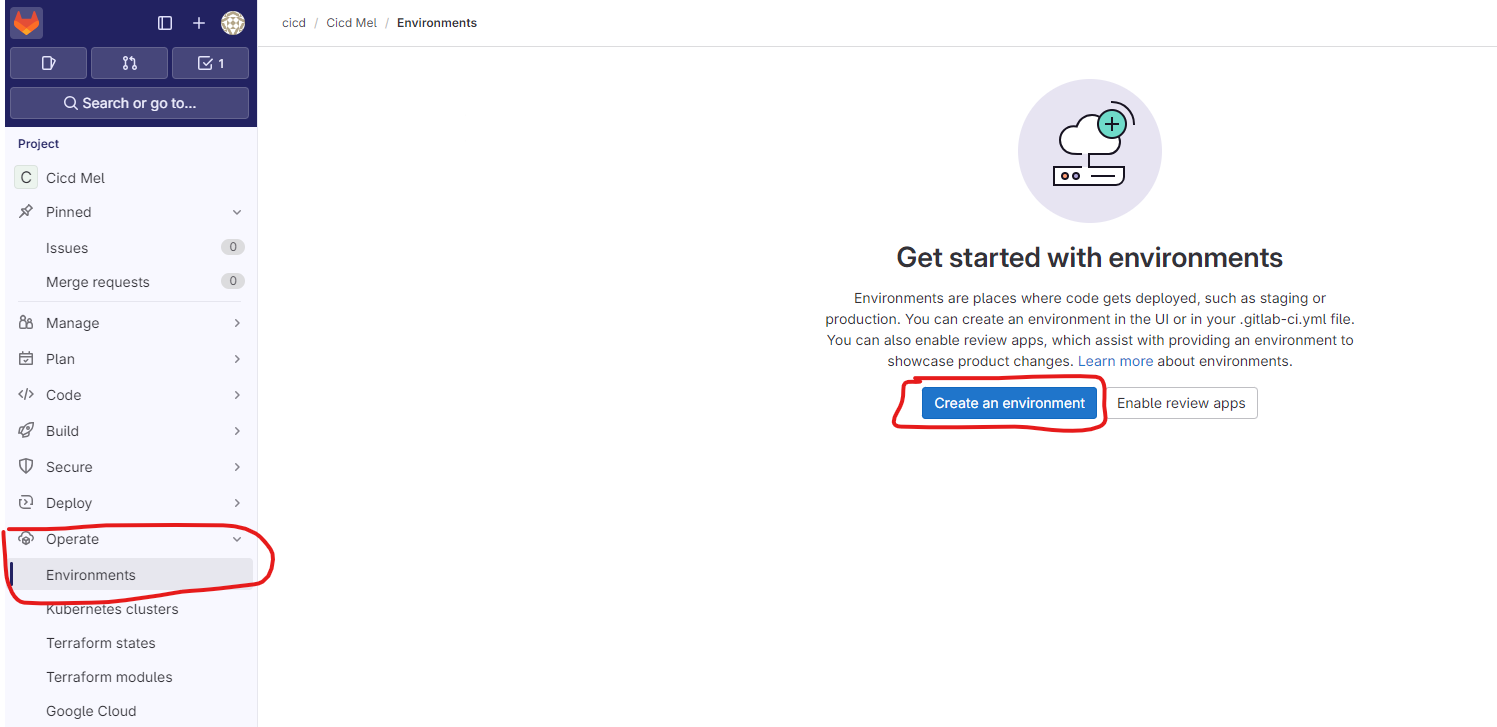 cicd / Cicd Mel / Environments
1
Search or go to...
Project
C Cicd Mel
Pinned
Issues 0
Merge requests 0
Manage
Plan
Code
Build
Secure
Deploy
Operate
Environments
Kubernetes clusters
Terraform states
Terraform modules
Google Cloud
Get started with environments
Environments are places where code gets deployed, such as staging or
production. You can create an environment in the UI or in your .gitlab-ci.yml file.
You can also enable review apps, which assist with providing an environment to
showcase product changes. Learn more about environments.
Create an environment Enable review apps